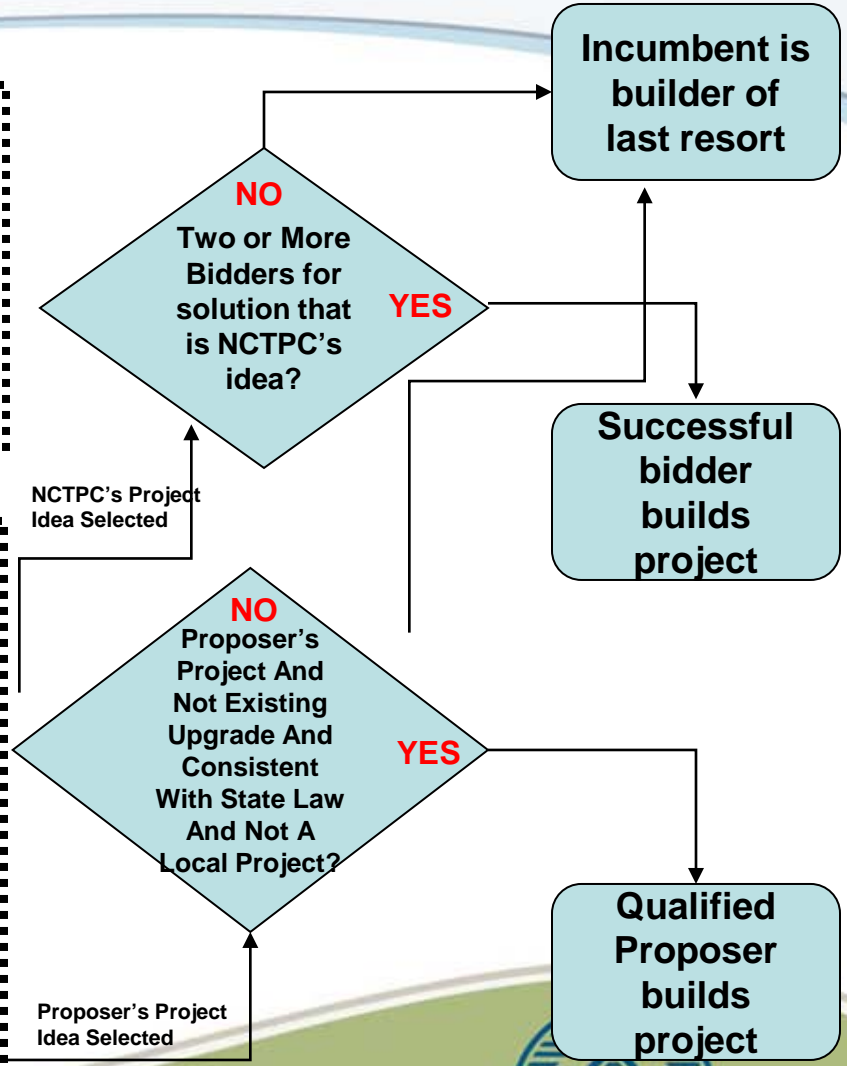 Incumbent is
builder of
last resort
NO
Two or More
Bidders for
solution that
is NCTPC’s
idea?
YES
Successful
bidder
builds
project
NCTPC’s Project
Idea Selected
NO
Proposer’s
Project And
Not Existing
Upgrade And
Consistent
With State Law
And Not A
Local Project?
YES
Qualified
Proposer
builds
project
Proposer’s Project
Idea Selected